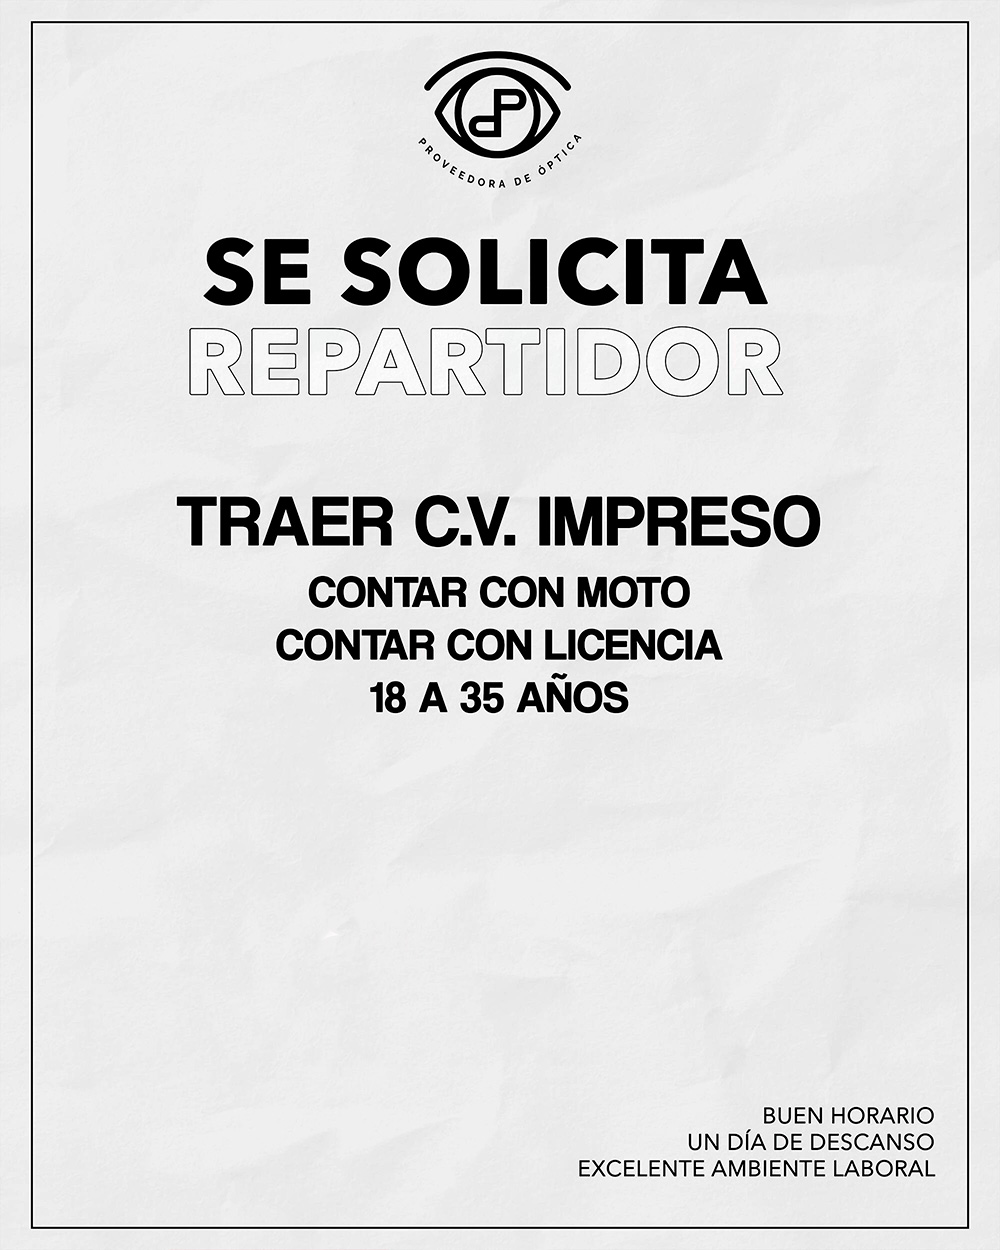 PROVEEDORA DE ÓPTICA
SE SOLICITA
REPARTIDOR
TRAER C.V. IMPRESO
CONTAR CON MOTO
CONTAR CON LICENCIA
18 A 35 AÑOS
BUEN HORARIO
UN DÍA DE DESCANSO
EXCELENTE AMBIENTE LABORAL